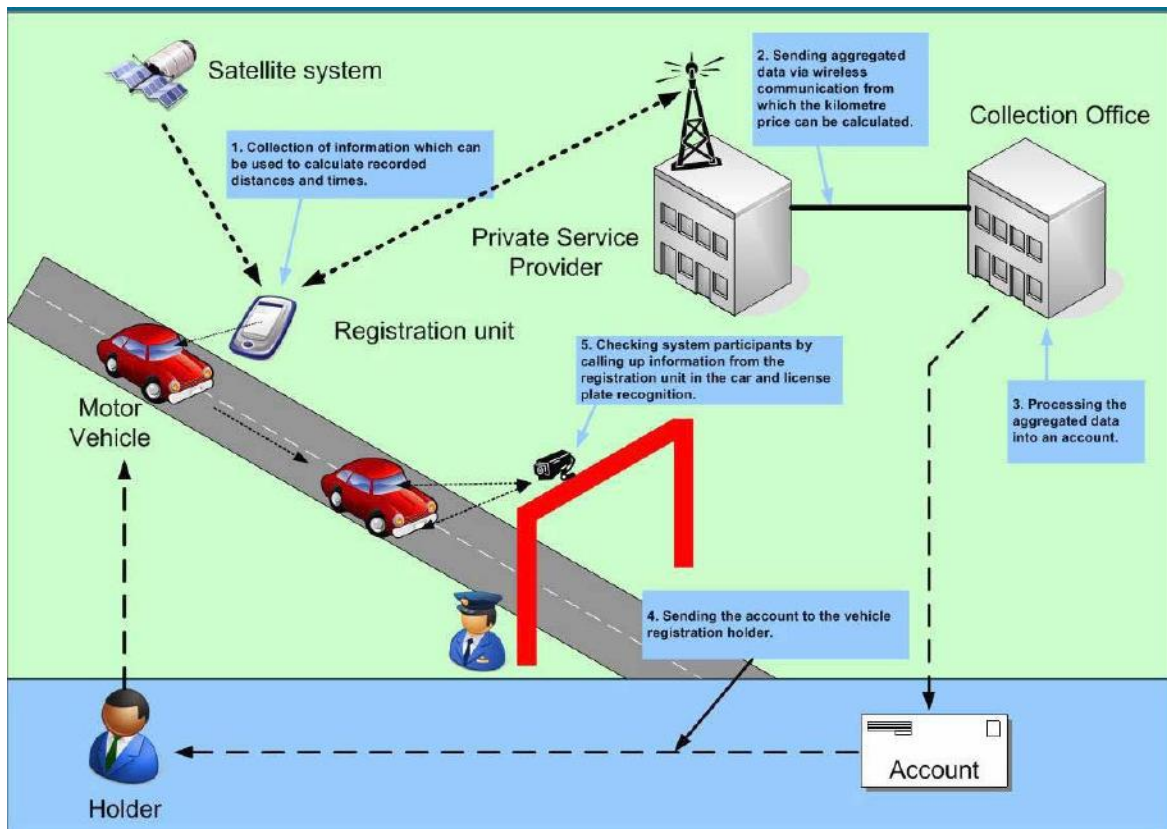 Satellite system
1. Collection of information which can
be used to calculate recorded
distances and times.
2. Sending aggregated
data via wireless
communication from
which the kilometre
price can be calculated.
Collection Office
Private Service
Provider
Registration unit
5. Checking system participants by
calling up information from the
registration unit in the car and license
plate recognition.
3. Processing the
aggregated data
into an account.
Motor
Vehicle
4. Sending the account to the vehicle
registration holder.
Account
Holder